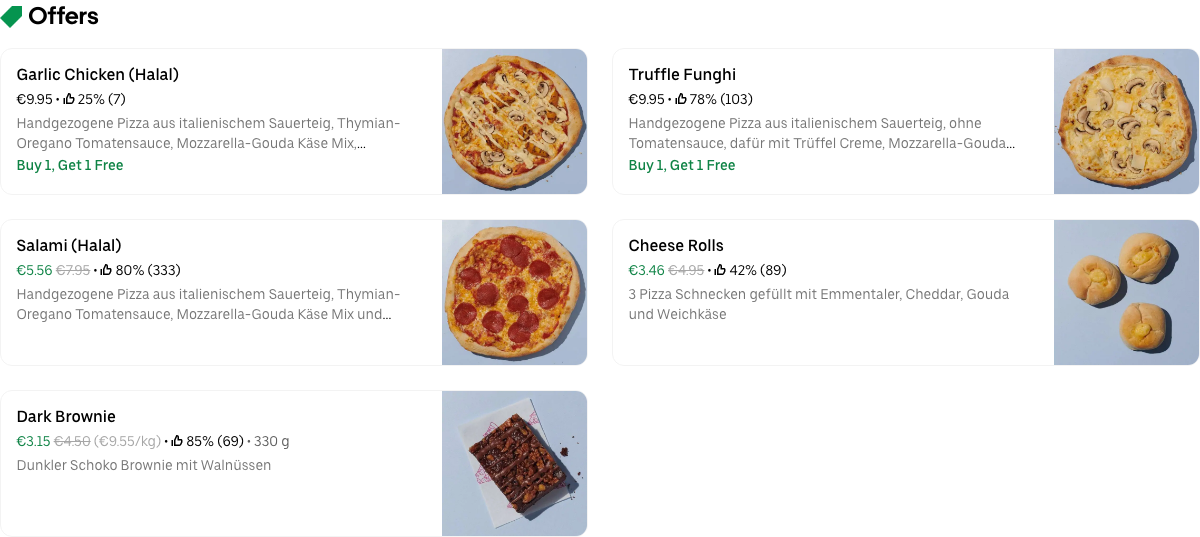 Offers
Garlic Chicken (Halal)
€9.95 • 25% (7)
Handgezogene Pizza aus italienischem Sauerteig, Thymian-
Oregano Tomatensauce, Mozzarella-Gouda Käse Mix,...
Buy 1, Get 1 Free
Truffle Funghi
€9.95 • 78% (103)
Handgezogene Pizza aus italienischem Sauerteig, ohne
Tomatensauce, dafür mit Trüffel Creme, Mozzarella-Gouda...
Buy 1, Get 1 Free
Salami (Halal)
€5.56 €7.95 • 80% (333)
Handgezogene Pizza aus italienischem Sauerteig, Thymian-
Oregano Tomatensauce, Mozzarella-Gouda Käse Mix und...
Cheese Rolls
€3.46 €4.95 • 42% (89)
3 Pizza Schnecken gefüllt mit Emmentaler, Cheddar, Gouda
und Weichkäse
Dark Brownie
€3.15 €4.50 (€9.55/kg) • 85% (69) • 330 g
Dunkler Schoko Brownie mit Walnüssen